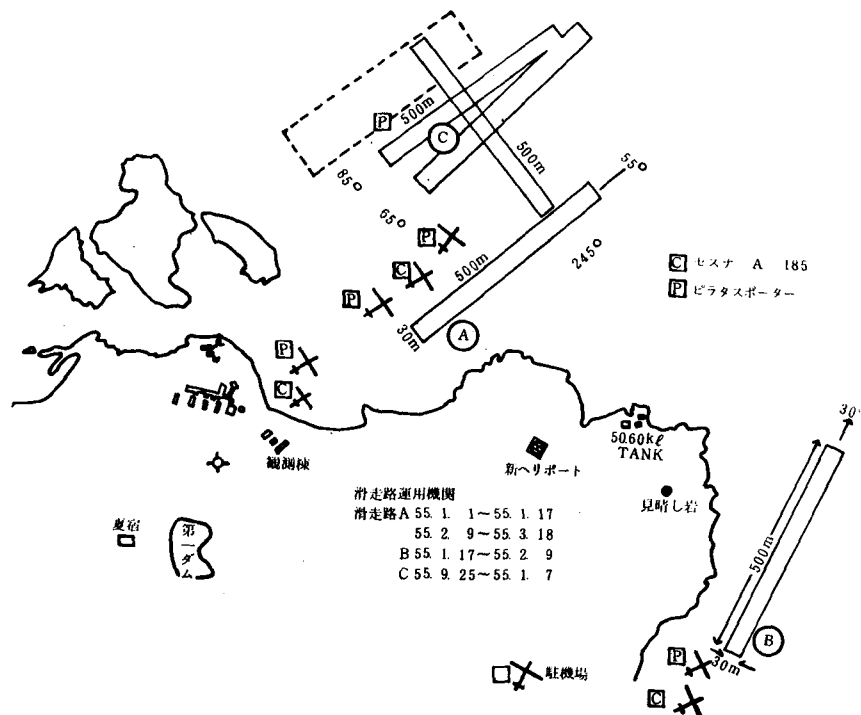 P
500m
C
500m
85°
65°
55°
P
C
500m
245°
P
30m
A
C セスナ A 185
P ピラタスポーター
P
C
30°
50.60kℓ
TANK
観測棟
新ヘリポート
見晴し岩
滑走路運用機関
滑走路A 55. 1. 1～55. 1. 17
55. 2. 9～55. 3. 18
B 55. 1. 17～55. 2. 9
C 55. 9. 25～55. 1. 7
夏宿
第一ダム
500m
B
P
30m
駐機場
C